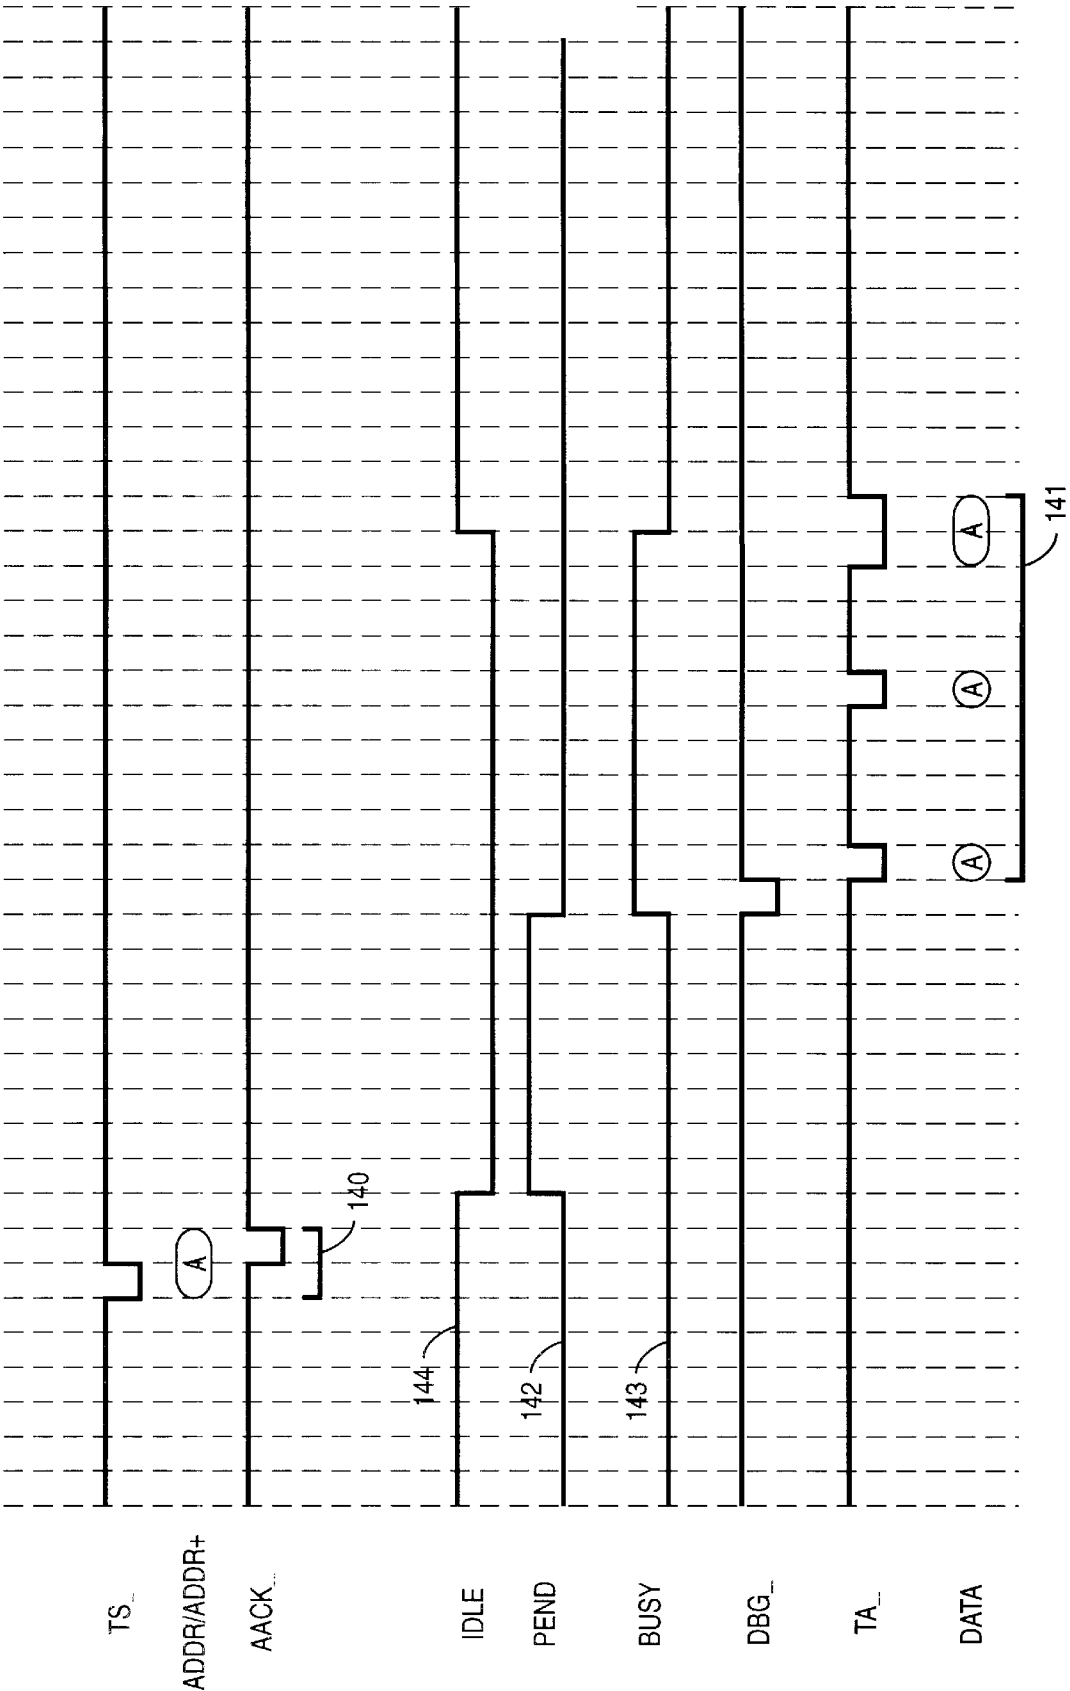 TS_
ADDR/ADDR+
A
AACK_
140
IDLE
144
PEND
142
BUSY
143
DBG_
TA_
DATA
A
A
A
141